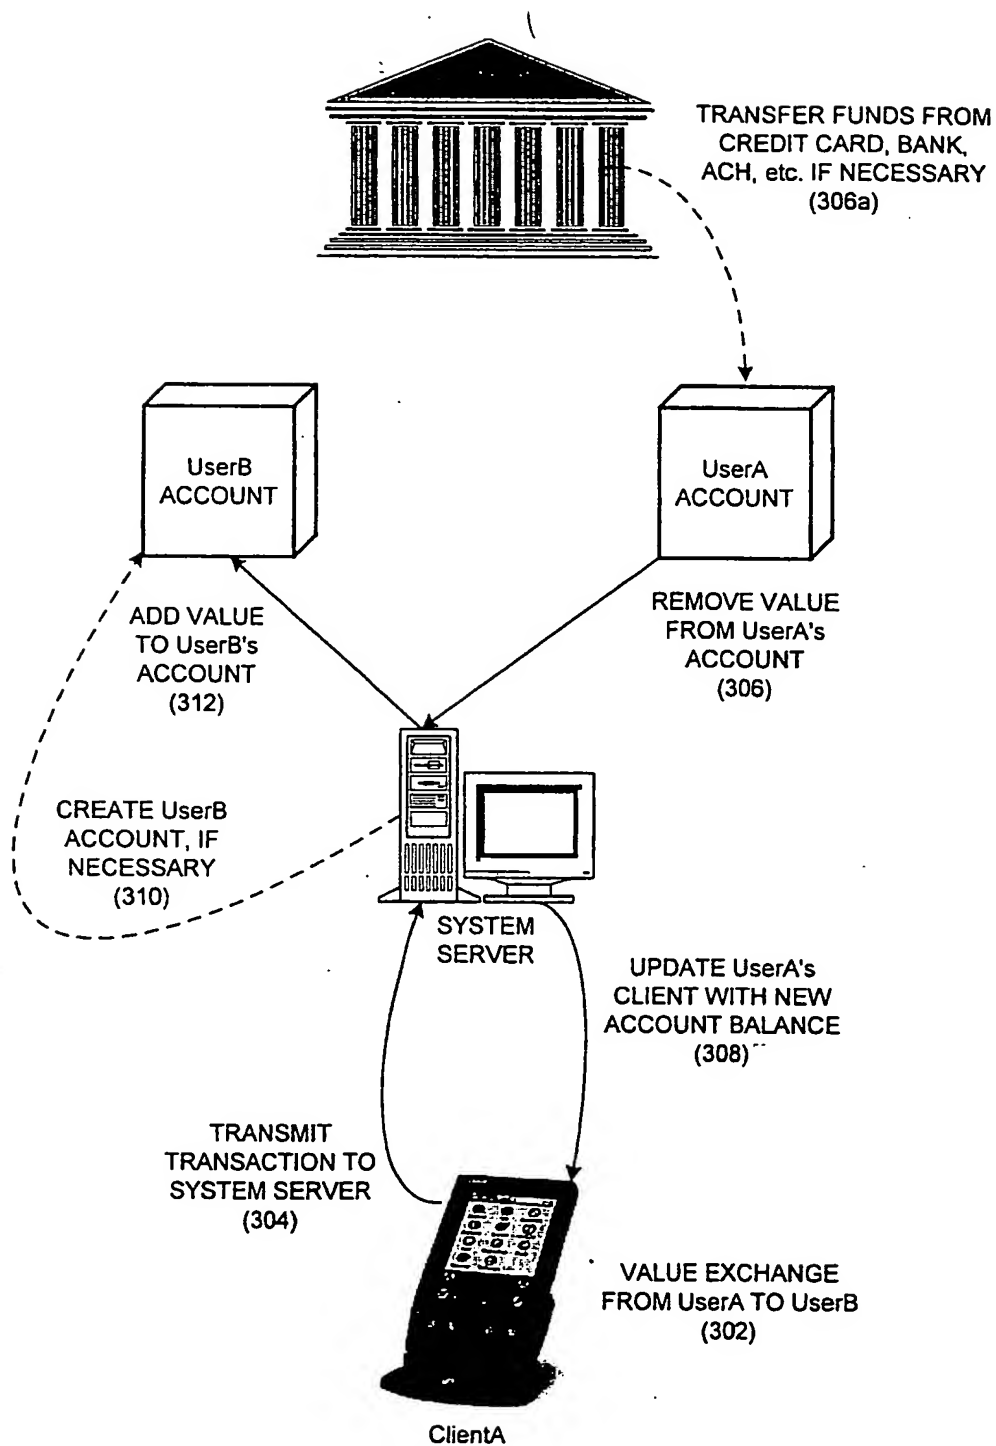 TRANSFER FUNDS FROM
CREDIT CARD, BANK,
ACH, etc. IF NECESSARY
(306a)
UserB
ACCOUNT
UserA
ACCOUNT
ADD VALUE
TO UserB's
ACCOUNT
(312)
REMOVE VALUE
FROM UserA's
ACCOUNT
(306)
CREATE UserB
ACCOUNT, IF
NECESSARY
(310)
SYSTEM
SERVER
UPDATE UserA's
CLIENT WITH NEW
ACCOUNT BALANCE
(308)
TRANSMIT
TRANSACTION TO
SYSTEM SERVER
(304)
VALUE EXCHANGE
FROM UserA TO UserB
(302)
ClientA